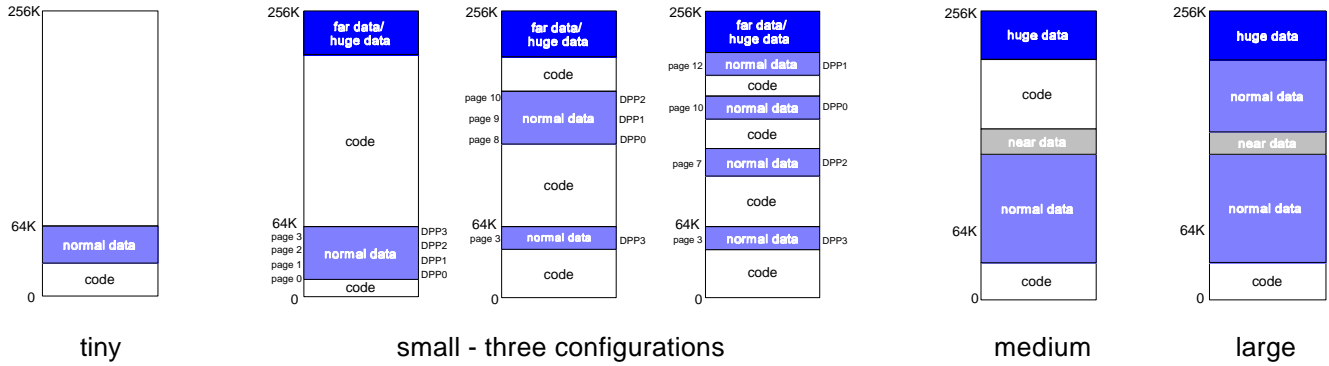 256K
64K
normal data
code
0
tiny
256K
far data/
huge data
code
64K
page 3
DPP3
page 2
DPP2
normal data
page 1
DPP1
page 0
DPP0
code
0
256K
far data/
huge data
code
page 10
DPP2
page 9
normal data
DPP1
page 8
DPP0
code
64K
page 3
normal data
DPP3
code
0
256K
far data/
huge data
page 12
normal data
DPP1
code
page 10
normal data
DPP0
code
page 7
normal data
DPP2
code
64K
page 3
normal data
DPP3
code
0
small - three configurations
256K
huge data
code
near data
normal data
64K
code
0
medium
256K
huge data
normal data
near data
normal data
64K
code
0
large